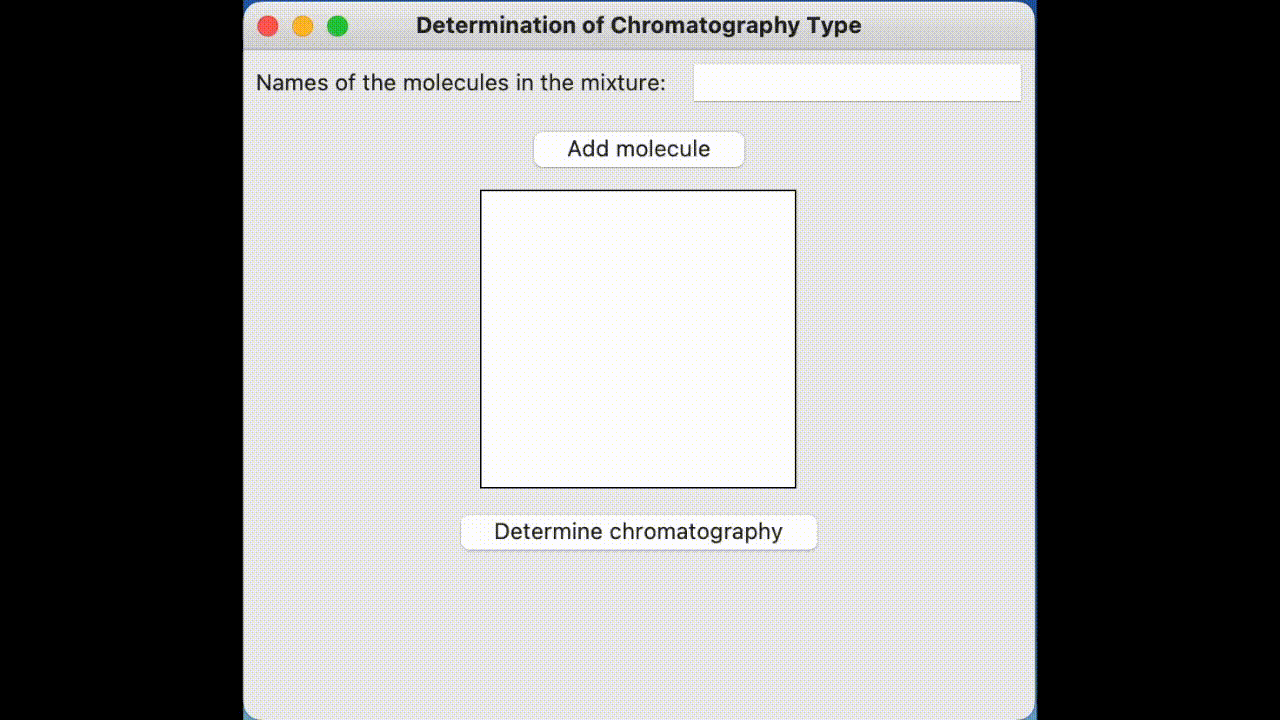 Determination of Chromatography Type
Names of the molecules in the mixture:
Add molecule
Determine chromatography